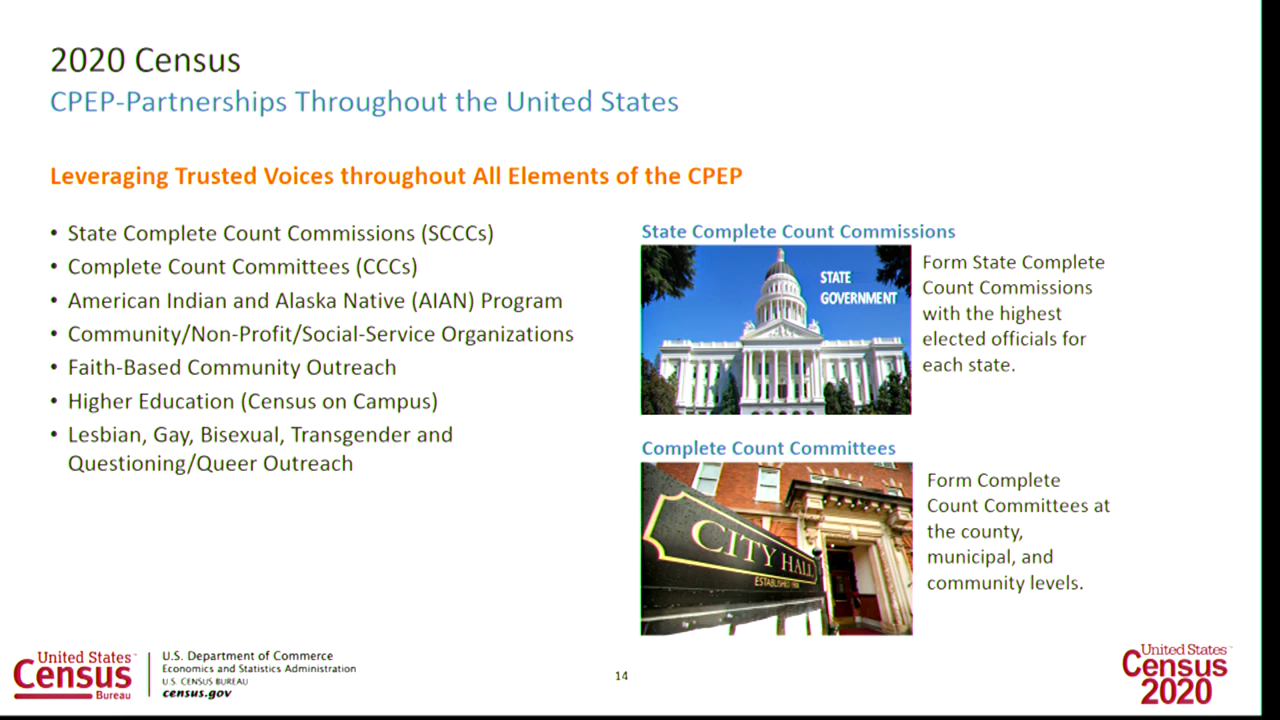 2020 Census
CPEP-Partnerships Throughout the United States
Leveraging Trusted Voices throughout All Elements of the CPEP
• State Complete Count Commissions (SCCCs)
• Complete Count Committees (CCCs)
• American Indian and Alaska Native (AIAN) Program
• Community/Non-Profit/Social-Service Organizations
• Faith-Based Community Outreach
• Higher Education (Census on Campus)
• Lesbian, Gay, Bisexual, Transgender and
Questioning/Queer Outreach
State Complete Count Commissions
STATE
GOVERNMENT
Form State Complete
Count Commissions
with the highest
elected officials for
each state.
Complete Count Committees
CITY HALL
ESTABLISHED
Form Complete
Count Committees at
the county,
municipal, and
community levels.
United States
Census
Bureau
U.S. Department of Commerce
Economics and Statistics Administration
U.S. CENSUS BUREAU
census.gov
14
United States
Census
2020